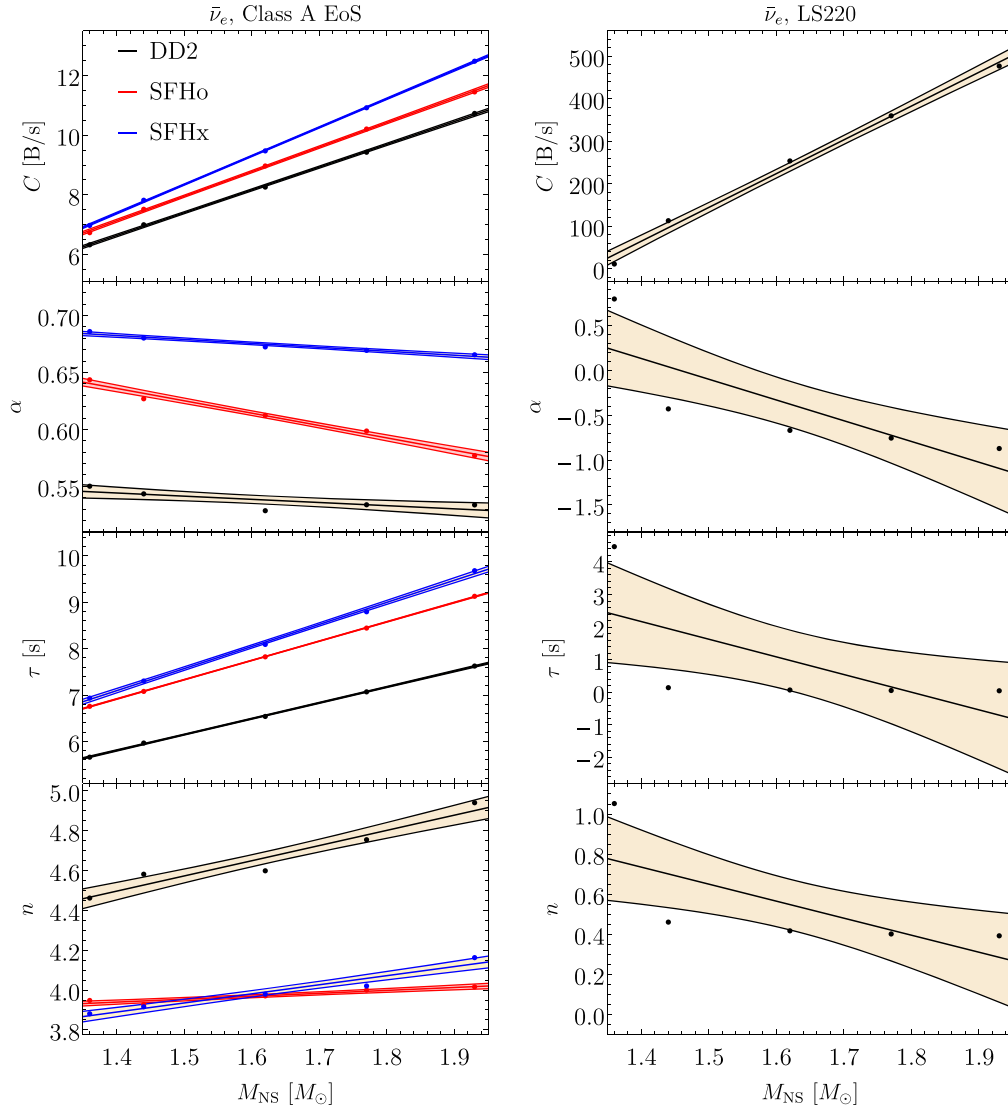 ν̄ₑ, Class A EoS
DD2
SFHo
SFHx
C [B/s]
12
10
8
6
α
0.70
0.65
0.60
0.55
τ [s]
10
9
8
7
6
n
5.0
4.8
4.6
4.4
4.2
4.0
3.8
1.4 1.5 1.6 1.7 1.8 1.9
M_NS [M_⊙]
ν̄ₑ, LS220
C [B/s]
500
400
300
200
100
0
α
0.5
0.0
−0.5
−1.0
−1.5
τ [s]
4
3
2
1
0
−1
−2
n
1.0
0.8
0.6
0.4
0.2
0.0
1.4 1.5 1.6 1.7 1.8 1.9
M_NS [M_⊙]